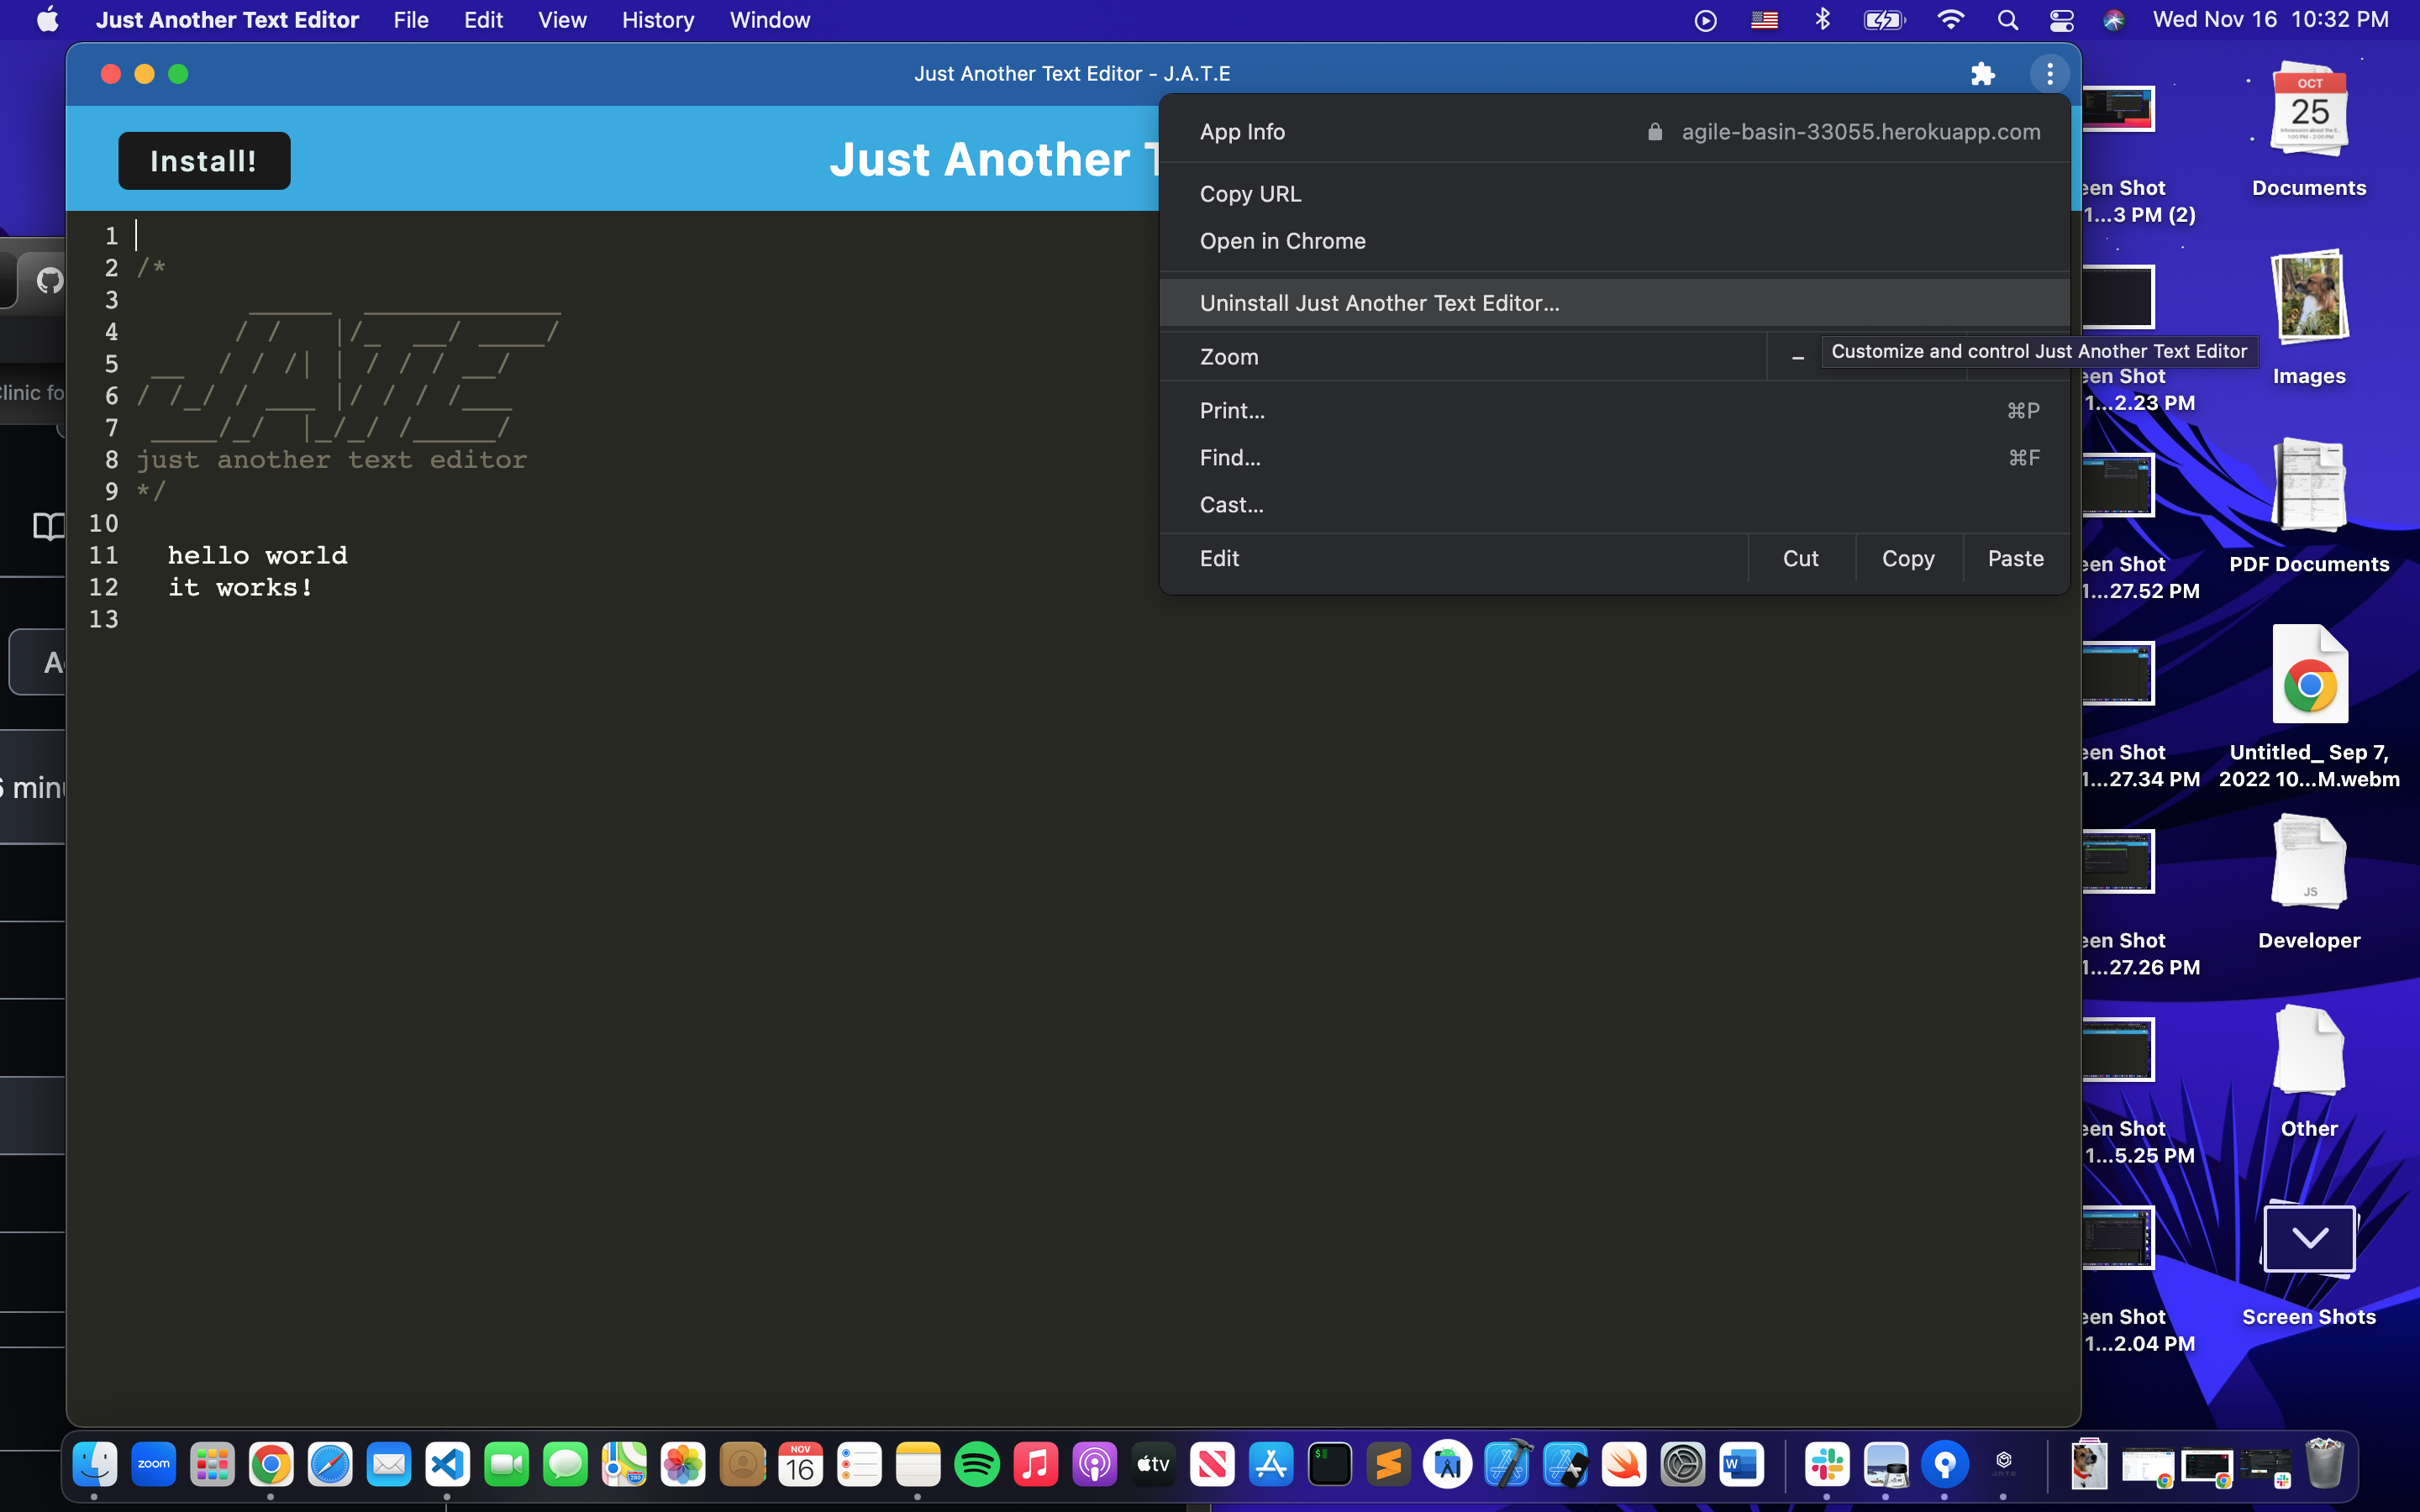 Just Another Text Editor File Edit View History Window Wed Nov 16 10:32 PM
Just Another Text Editor - J.A.T.E
Install!
Just Another
App Info agile-basin-33055.herokuapp.com
Copy URL
Open in Chrome
Uninstall Just Another Text Editor...
Zoom −
Customize and control Just Another Text Editor
Print... ⌘P
Find... ⌘F
Cast...
Edit Cut Copy Paste
1
2 /*
3
4
5
6
7
8 just another text editor
9 */
10
11 hello world
12 it works!
13
OCT
25
Documents
Images
PDF Documents
Untitled_ Sep 7,
2022 10...M.webm
JS
Developer
Other
Screen Shots
een Shot
1...3 PM (2)
een Shot
1...2.23 PM
een Shot
1...27.52 PM
een Shot
1...27.34 PM
een Shot
1...27.26 PM
een Shot
1...5.25 PM
een Shot
1...2.04 PM
Clinic fo
zoom
NOV
16
tv
W
JATE